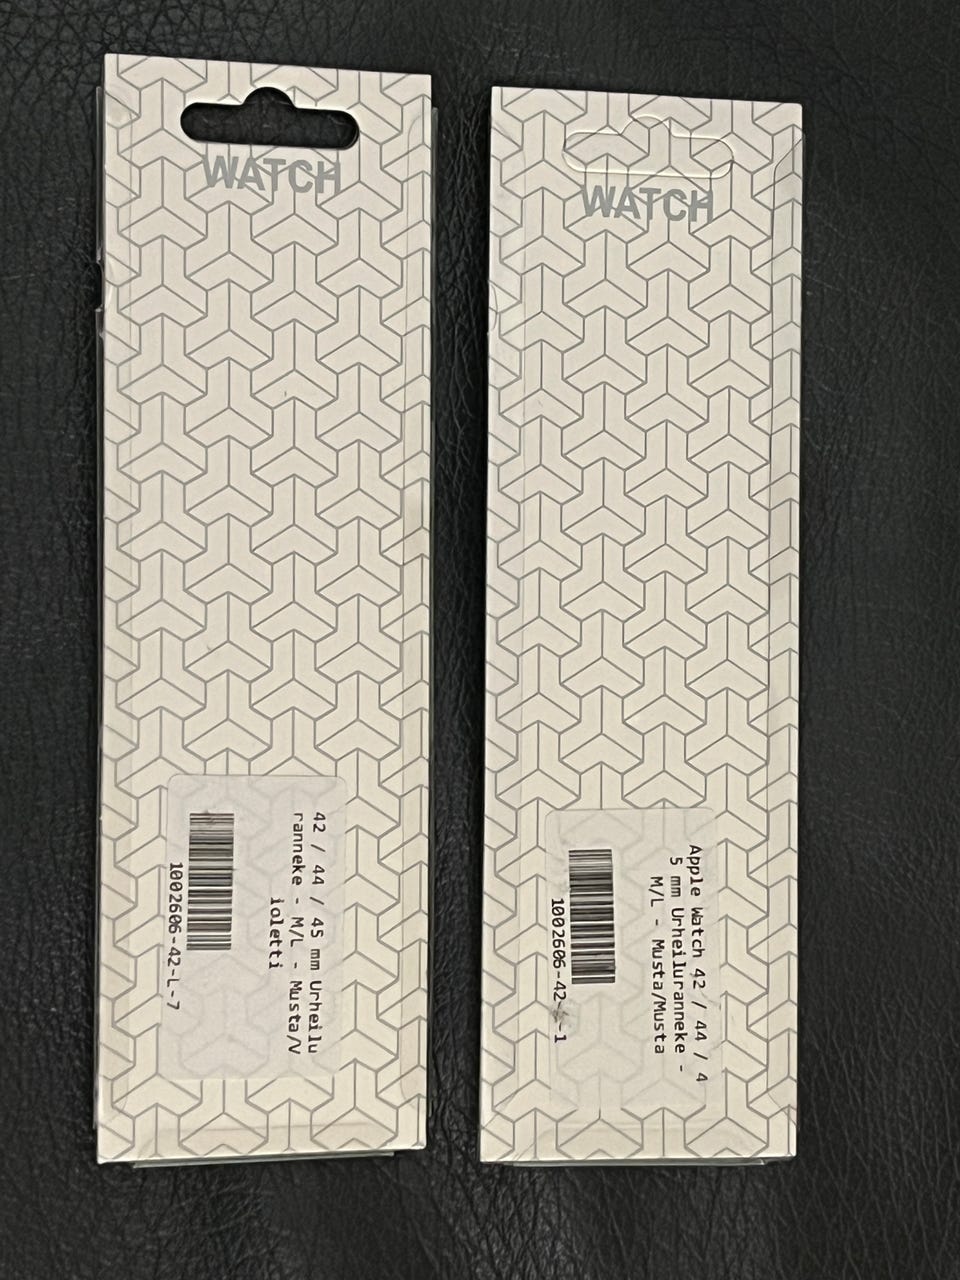 WATCH
42 / 44 / 45 mm Urheilu
ranneke - M/L - Musta/V
ioletti
1002606-42-L-7
WATCH
Apple Watch 42 / 44 / 4
5 mm Urheiluranneke -
M/L - Musta/Musta